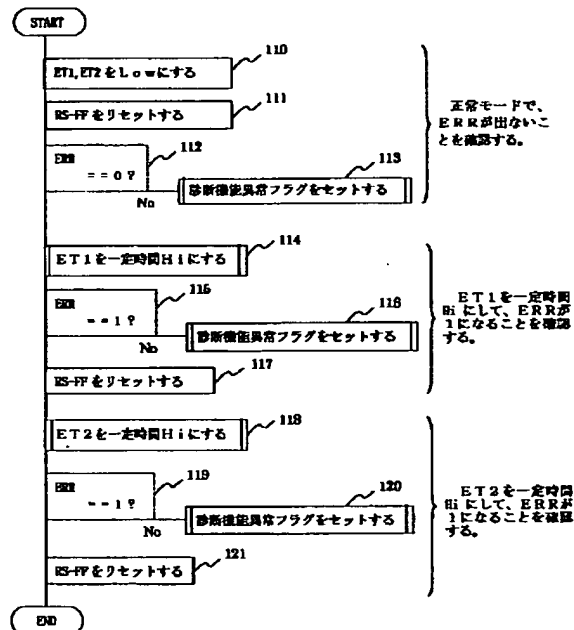 START
110
ET1,ET2をLowにする
111
RS-FFをリセットする
112
ERR
==0?
No
113
診断機能異常フラグをセットする
正常モードで、
ERRが出ないこ
とを確認する。
114
ET1を一定時間Hiにする
115
ERR
==1?
No
116
診断機能異常フラグをセットする
117
RS-FFをリセットする
ET1を一定時間
Hiにして、ERRが
1になることを確認
する。
118
ET2を一定時間Hiにする
119
ERR
==1?
No
120
診断機能異常フラグをセットする
121
RS-FFをリセットする
ET2を一定時間
Hiにして、ERRが
1になることを確認
する。
END